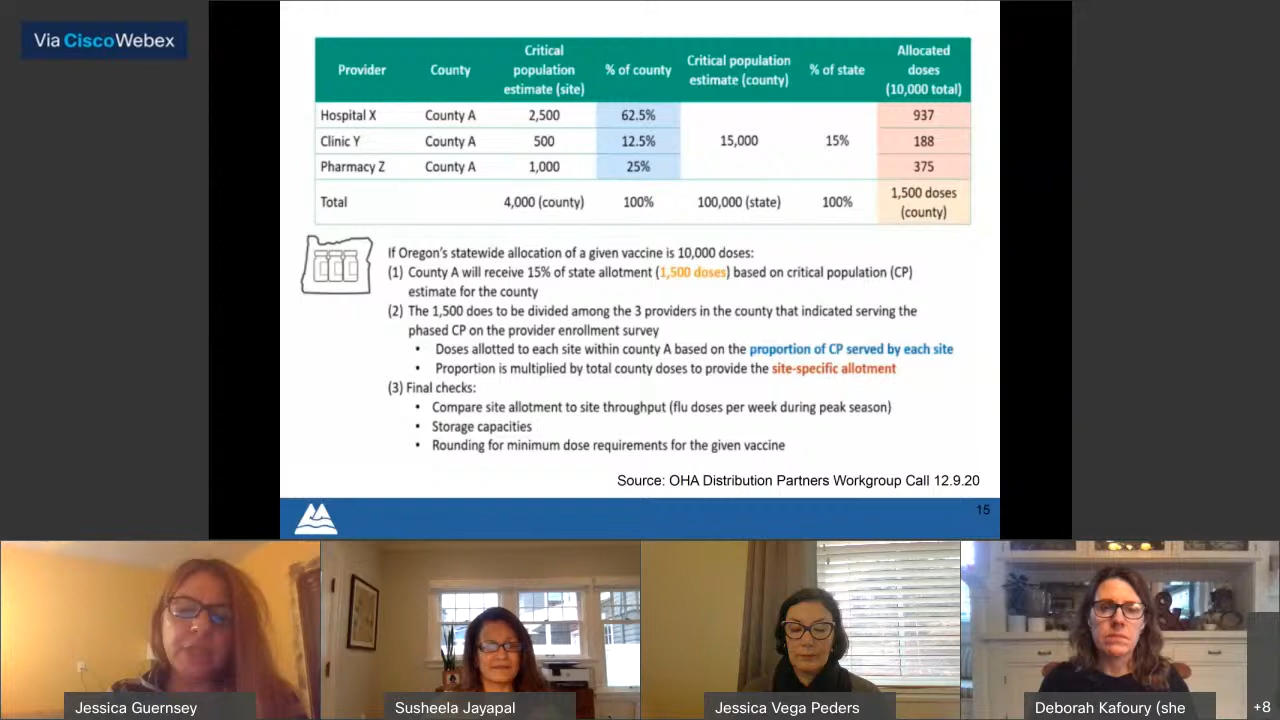 Via CiscoWebex
Provider County Critical population estimate (site) % of county Critical population estimate (county) % of state Allocated doses (10,000 total)
Hospital X County A 2,500 62.5% 937
Clinic Y County A 500 12.5% 15,000 15% 188
Pharmacy Z County A 1,000 25% 375
Total 4,000 (county) 100% 100,000 (state) 100% 1,500 doses (county)
If Oregon's statewide allocation of a given vaccine is 10,000 doses:
(1) County A will receive 15% of state allotment (1,500 doses) based on critical population (CP)
estimate for the county
(2) The 1,500 does to be divided among the 3 providers in the county that indicated serving the
phased CP on the provider enrollment survey
• Doses allotted to each site within county A based on the proportion of CP served by each site
• Proportion is multiplied by total county doses to provide the site-specific allotment
(3) Final checks:
• Compare site allotment to site throughput (flu doses per week during peak season)
• Storage capacities
• Rounding for minimum dose requirements for the given vaccine
Source: OHA Distribution Partners Workgroup Call 12.9.20
15
Jessica Guernsey
Susheela Jayapal
Jessica Vega Peders
Deborah Kafoury (she
+8